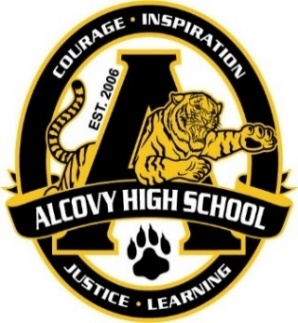 COURAGE · INSPIRATION
EST. 2006
A
ALCOVY HIGH SCHOOL
JUSTICE · LEARNING